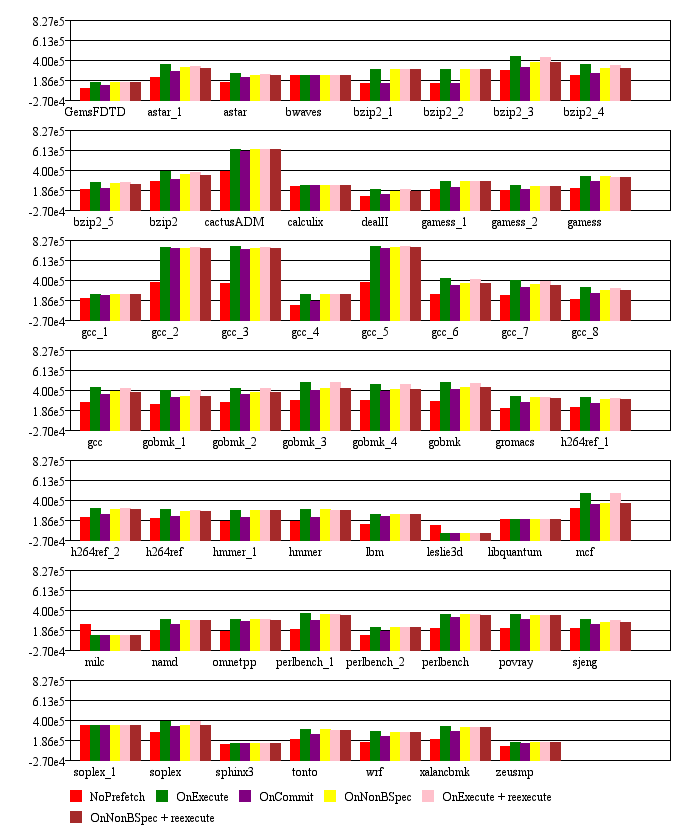 8.27e5
6.13e5
4.00e5
1.86e5
-2.70e4
GemsFDTD astar_1 astar bwaves bzip2_1 bzip2_2 bzip2_3 bzip2_4
8.27e5
6.13e5
4.00e5
1.86e5
-2.70e4
bzip2_5 bzip2 cactusADM calculix dealII gamess_1 gamess_2 gamess
8.27e5
6.13e5
4.00e5
1.86e5
-2.70e4
gcc_1 gcc_2 gcc_3 gcc_4 gcc_5 gcc_6 gcc_7 gcc_8
8.27e5
6.13e5
4.00e5
1.86e5
-2.70e4
gcc gobmk_1 gobmk_2 gobmk_3 gobmk_4 gobmk gromacs h264ref_1
8.27e5
6.13e5
4.00e5
1.86e5
-2.70e4
h264ref_2 h264ref hmmer_1 hmmer lbm leslie3d libquantum mcf
8.27e5
6.13e5
4.00e5
1.86e5
-2.70e4
milc namd omnetpp perlbench_1 perlbench_2 perlbench povray sjeng
8.27e5
6.13e5
4.00e5
1.86e5
-2.70e4
soplex_1 soplex sphinx3 tonto wrf xalancbmk zeusmp
NoPrefetch OnExecute OnCommit OnNonBSpec OnExecute + reexecute
OnNonBSpec + reexecute